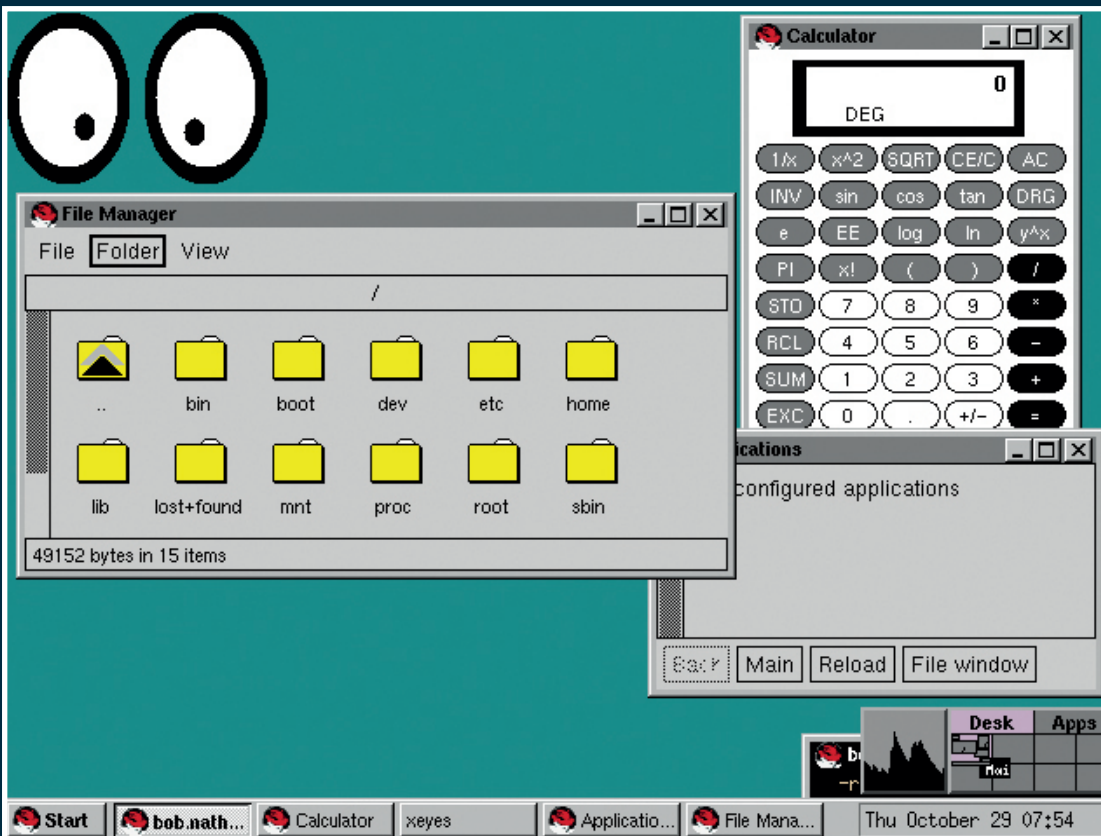 Calculator
0
DEG
1/x x^2 SQRT CE/C AC
INV sin cos tan DRG
e EE log ln y^x
PI x! ( ) /
STO 7 8 9 *
RCL 4 5 6 -
SUM 1 2 3 +
EXC 0 . +/- =
File Manager
File Folder View
/
.. bin boot dev etc home
lib lost+found mnt proc root sbin
49152 bytes in 15 items
ications
configured applications
Back Main Reload File window
Desk Apps
Mai
b
-r
Start bob.nath... Calculator xeyes Applicatio... File Mana... Thu October 29 07:54